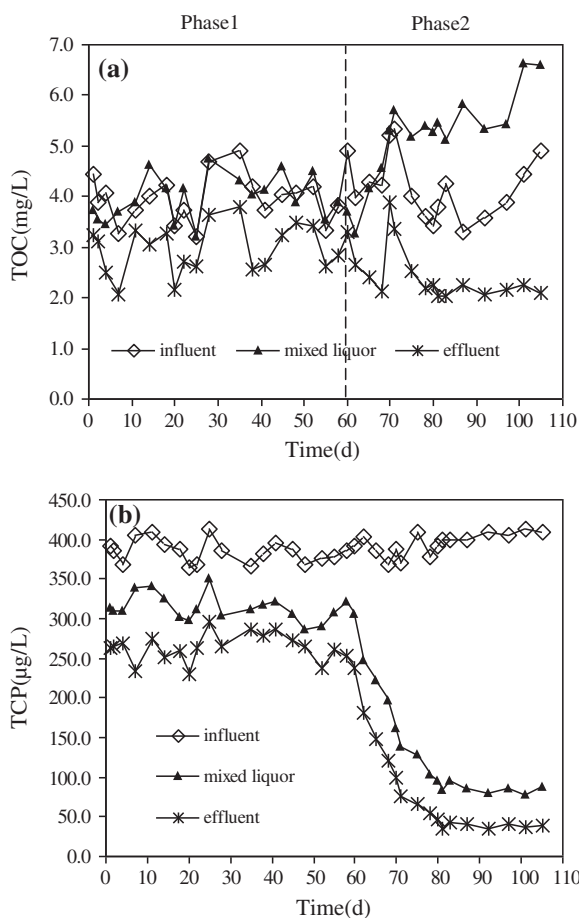 Phase1 Phase2
(a)
7.0
6.0
5.0
4.0
3.0
2.0
1.0
0.0
TOC(mg/L)
influent mixed liquor effluent
0 10 20 30 40 50 60 70 80 90 100 110
Time(d)
(b)
450.0
400.0
350.0
300.0
250.0
200.0
150.0
100.0
50.0
0.0
TCP(µg/L)
influent
mixed liquor
effluent
0 10 20 30 40 50 60 70 80 90 100 110
Time(d)